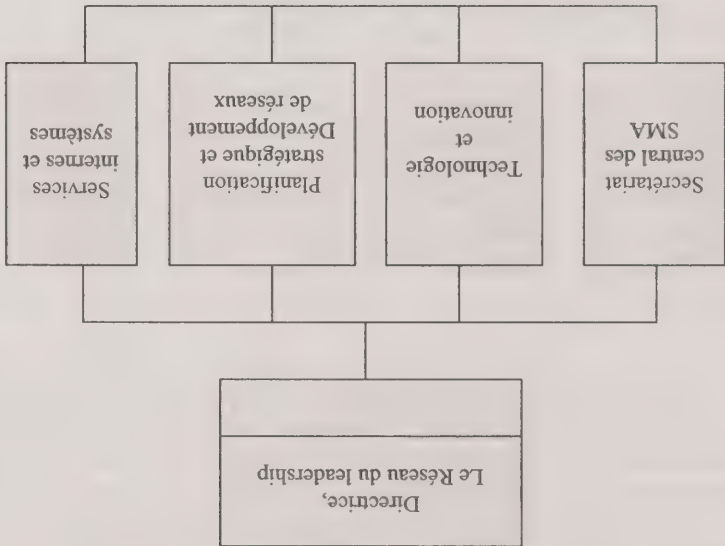 Directrice,
Le Réseau du leadership
Secrétariat
central des
SMA
Technologie
et
innovation
Planification
stratégique et
Développement
de réseaux
Services
internes et
systèmes